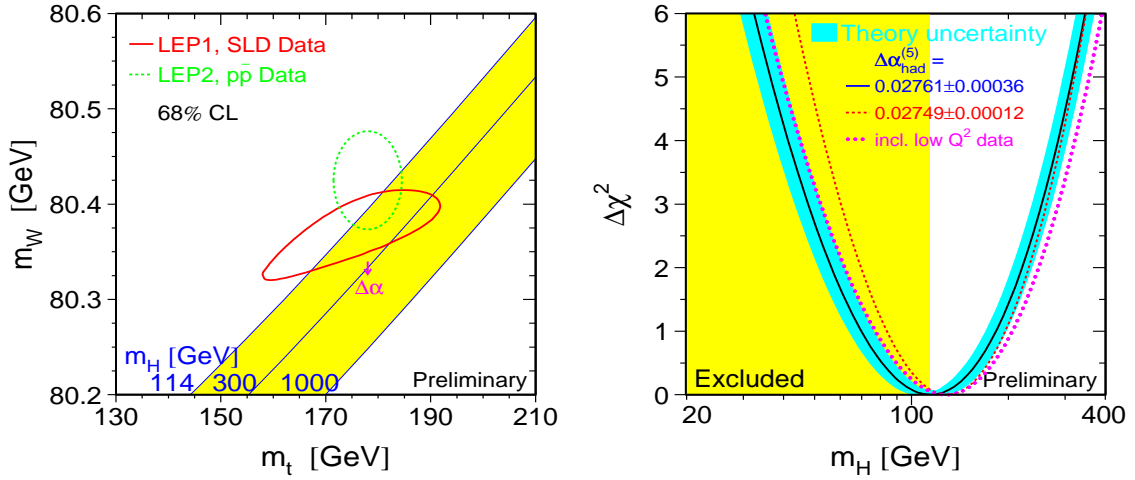 80.6
80.5
80.4
80.3
80.2
m_W [GeV]
LEP1, SLD Data
LEP2, pp̄ Data
68% CL
Δα
m_H [GeV]
114 300 1000
Preliminary
130 150 170 190 210
m_t [GeV]
6
5
4
3
2
1
0
Δχ²
Theory uncertainty
Δα_had^(5) =
0.02761±0.00036
0.02749±0.00012
incl. low Q² data
Excluded
Preliminary
20 100 400
m_H [GeV]